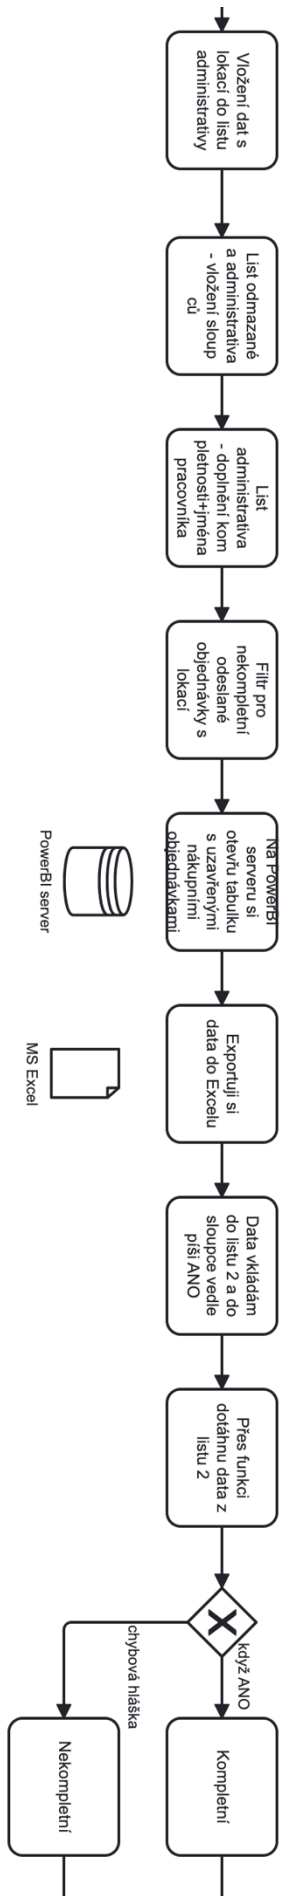 Vložení dat s
lokací do listu
administrativy
List odmazané
a administrativa
- vložení sloup
ců
List
administrativa
- doplnění kom
pletnosti+jména
pracovníka
Filtr pro
nekompletní
odeslané
objednávky s
lokací
Na PowerBI
serveru si
otevřu tabulku
s uzavřenými
nákupními
objednávkami
PowerBI server
Exportuji si
data do Excelu
MS Excel
Data vkládám
do listu 2 a do
sloupce vedle
píši ANO
Přes funkci
dotáhnu data z
listu 2
když ANO
chybová hláška
Kompletní
Nekompletní